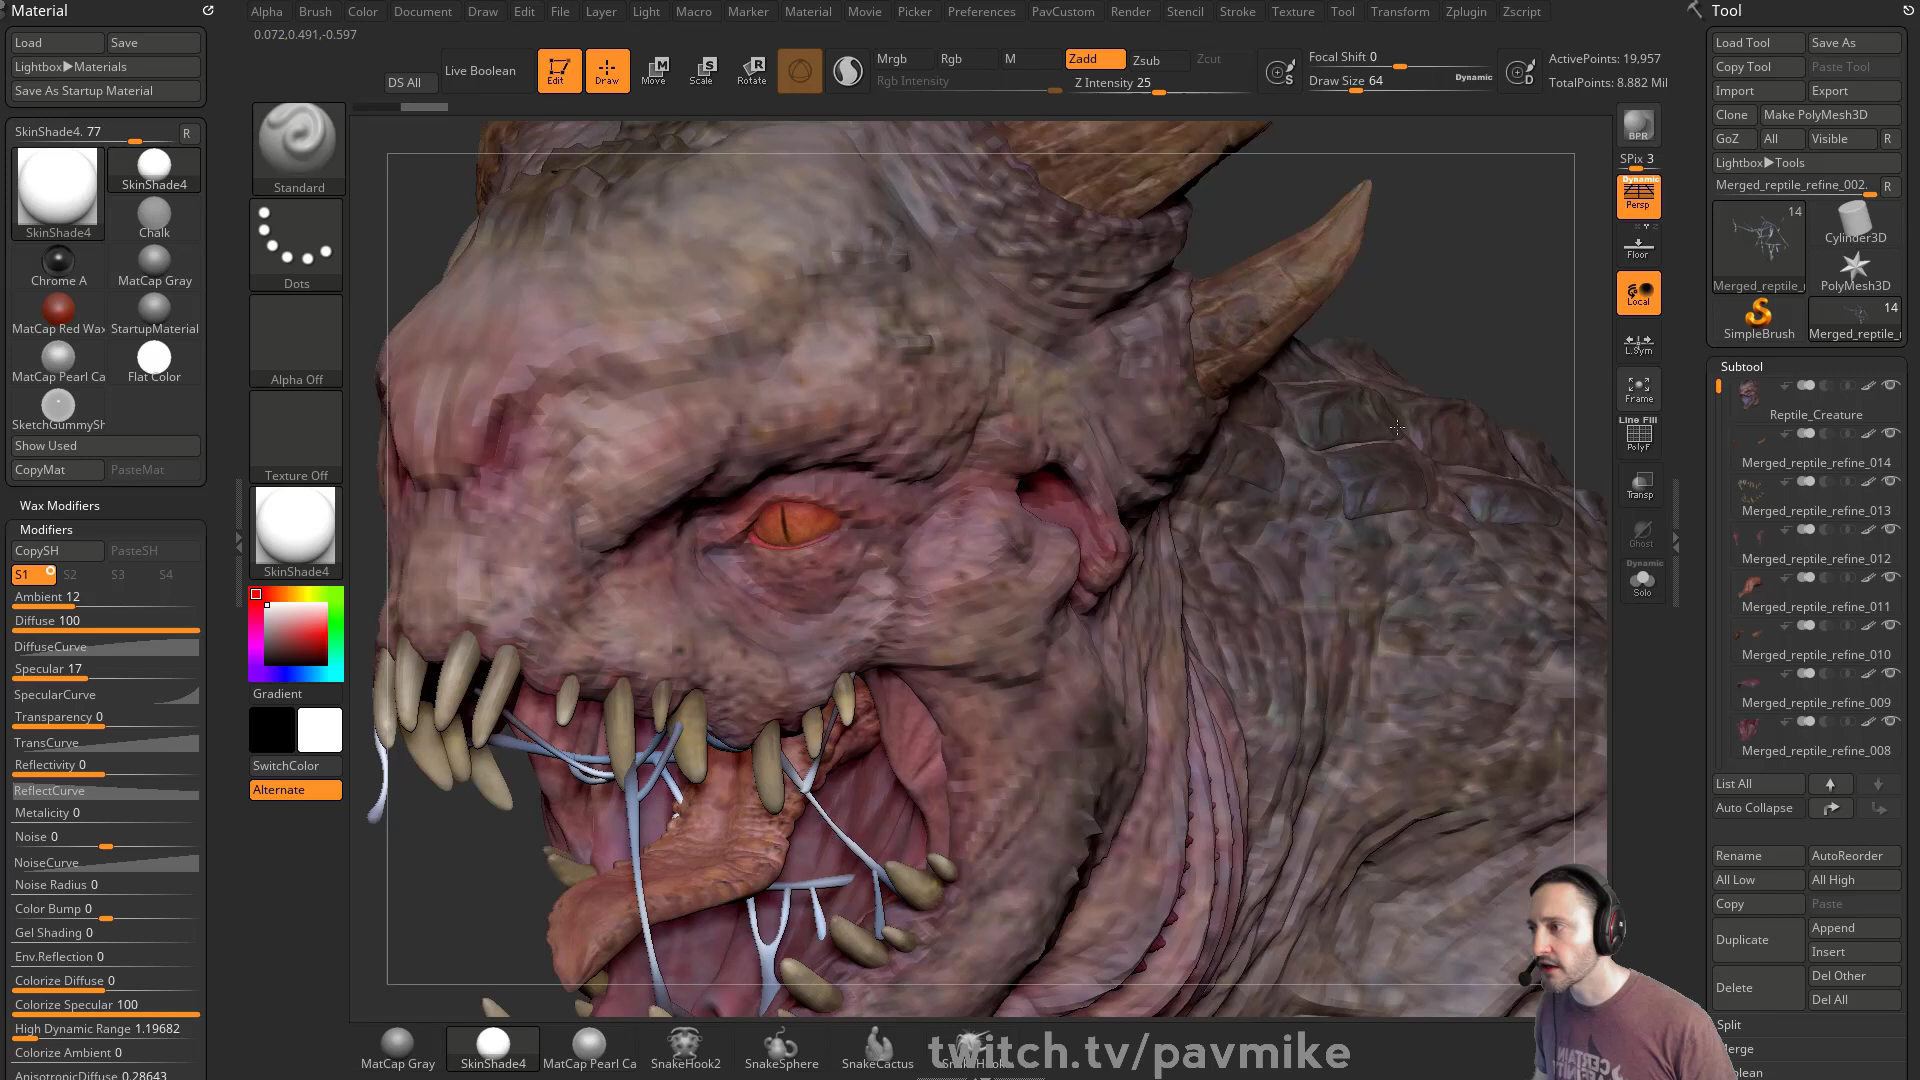 Material
Load
Save
Lightbox▶Materials
Save As Startup Material
SkinShade4. 77
R
SkinShade4
SkinShade4
Chalk
Chrome A
MatCap Gray
MatCap Red Wax
StartupMaterial
MatCap Pearl Ca
Flat Color
SketchGummySh
Show Used
CopyMat
PasteMat
Wax Modifiers
Modifiers
CopySH
PasteSH
S1
S2
S3
S4
Ambient 12
Diffuse 100
DiffuseCurve
Specular 17
SpecularCurve
Transparency 0
TransCurve
Reflectivity 0
ReflectCurve
Metalicity 0
Noise 0
NoiseCurve
Noise Radius 0
Color Bump 0
Gel Shading 0
Env.Reflection 0
Colorize Diffuse 0
Colorize Specular 100
High Dynamic Range 1.19682
Colorize Ambient 0
AnisotropicDiffuse 0.28643
Alpha
Brush
Color
Document
Draw
Edit
File
Layer
Light
Macro
Marker
Material
Movie
Picker
Preferences
PavCustom
Render
Stencil
Stroke
Texture
Tool
Transform
Zplugin
Zscript
0.072,0.491,-0.597
DS All
Live Boolean
Edit
Draw
Move
Scale
Rotate
Mrgb
Rgb
M
Rgb Intensity
Zadd
Zsub
Zcut
Z Intensity 25
Focal Shift 0
Draw Size 64
Dynamic
ActivePoints: 19,957
TotalPoints: 8.882 Mil
Standard
Dots
Alpha Off
Texture Off
SkinShade4
Gradient
SwitchColor
Alternate
BPR
SPix 3
Dynamic
Persp
Floor
Local
L.Sym
Frame
Line Fill
PolyF
Transp
Ghost
Dynamic
Solo
MatCap Gray
SkinShade4
MatCap Pearl Ca
SnakeHook2
SnakeSphere
SnakeCactus
twitch.tv/pavmike
Tool
Load Tool
Save As
Copy Tool
Paste Tool
Import
Export
Clone
Make PolyMesh3D
GoZ
All
Visible
R
Lightbox▶Tools
Merged_reptile_refine_002.
R
14
Merged_reptile_r
Cylinder3D
PolyMesh3D
SimpleBrush
14
Merged_reptile_r
Subtool
Reptile_Creature
Merged_reptile_refine_014
Merged_reptile_refine_013
Merged_reptile_refine_012
Merged_reptile_refine_011
Merged_reptile_refine_010
Merged_reptile_refine_009
Merged_reptile_refine_008
List All
Auto Collapse
Rename
AutoReorder
All Low
All High
Copy
Paste
Duplicate
Append
Insert
Delete
Del Other
Del All
Split